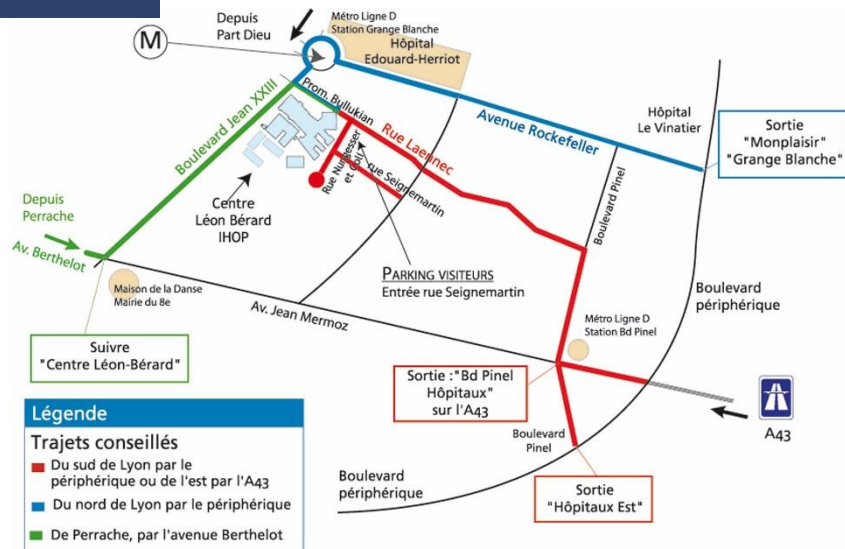 Depuis
Part Dieu
M
Métro Ligne D
Station Grange Blanche
Hôpital
Edouard-Herriot
Prom. Bullukian
Boulevard Jean XXIII
Avenue Rockefeller
Hôpital
Le Vinatier
Sortie
"Monplaisir"
"Grange Blanche"
Rue Laennec
Rue Nungesser
et Coli
rue Seignemartin
Boulevard Pinel
Centre
Léon Bérard
IHOP
Depuis
Perrache
Av. Berthelot
PARKING VISITEURS
Entrée rue Seignemartin
Maison de la Danse
Mairie du 8e
Av. Jean Mermoz
Boulevard
périphérique
Métro Ligne D
Station Bd Pinel
Suivre
"Centre Léon-Bérard"
Sortie :"Bd Pinel
Hôpitaux"
sur l'A43
A43
Boulevard
Pinel
Boulevard
périphérique
Sortie
"Hôpitaux Est"
Légende
Trajets conseillés
Du sud de Lyon par le
périphérique ou de l'est par l'A43
Du nord de Lyon par le périphérique
De Perrache, par l'avenue Berthelot